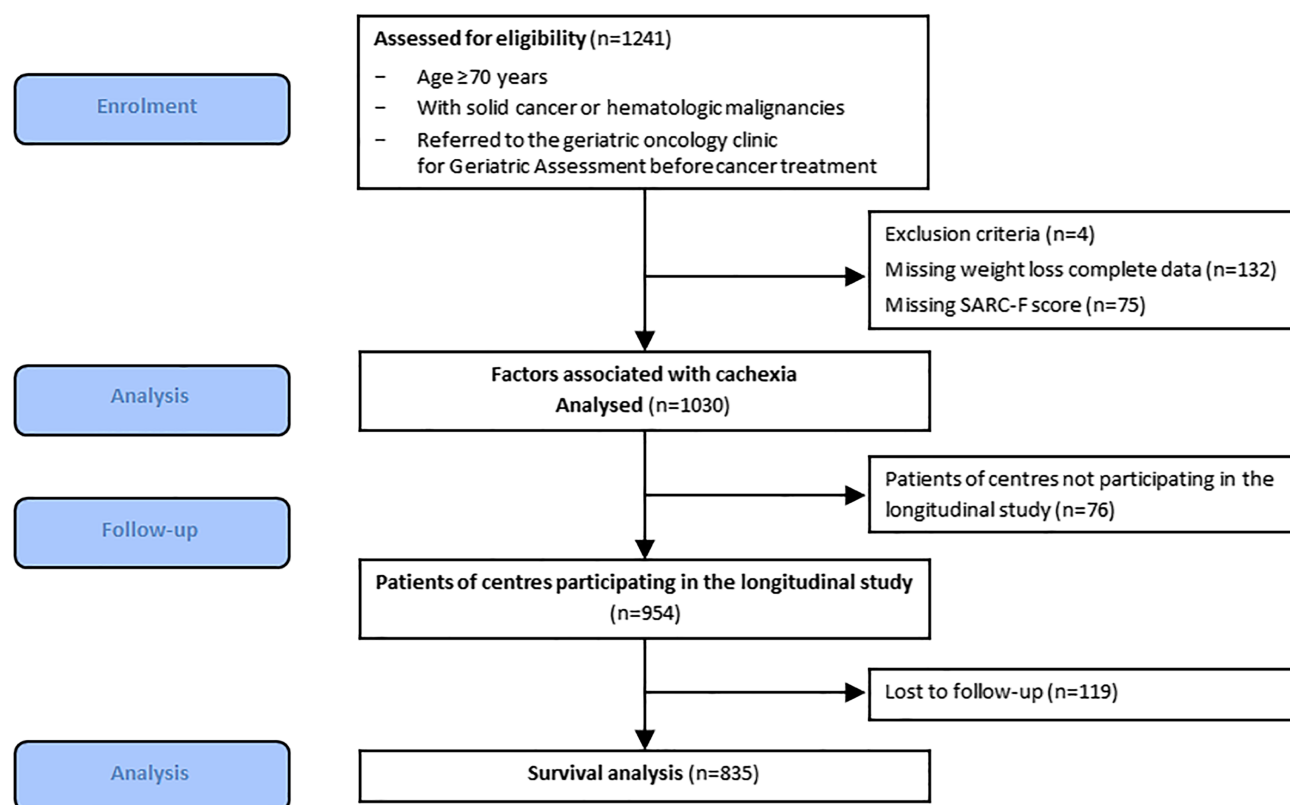 Assessed for eligibility (n=1241)
− Age ≥70 years
− With solid cancer or hematologic malignancies
− Referred to the geriatric oncology clinic
for Geriatric Assessment before cancer treatment
Enrolment
Exclusion criteria (n=4)
Missing weight loss complete data (n=132)
Missing SARC-F score (n=75)
Analysis
Factors associated with cachexia
Analysed (n=1030)
Patients of centres not participating in the
longitudinal study (n=76)
Follow-up
Patients of centres participating in the longitudinal study
(n=954)
Lost to follow-up (n=119)
Analysis
Survival analysis (n=835)